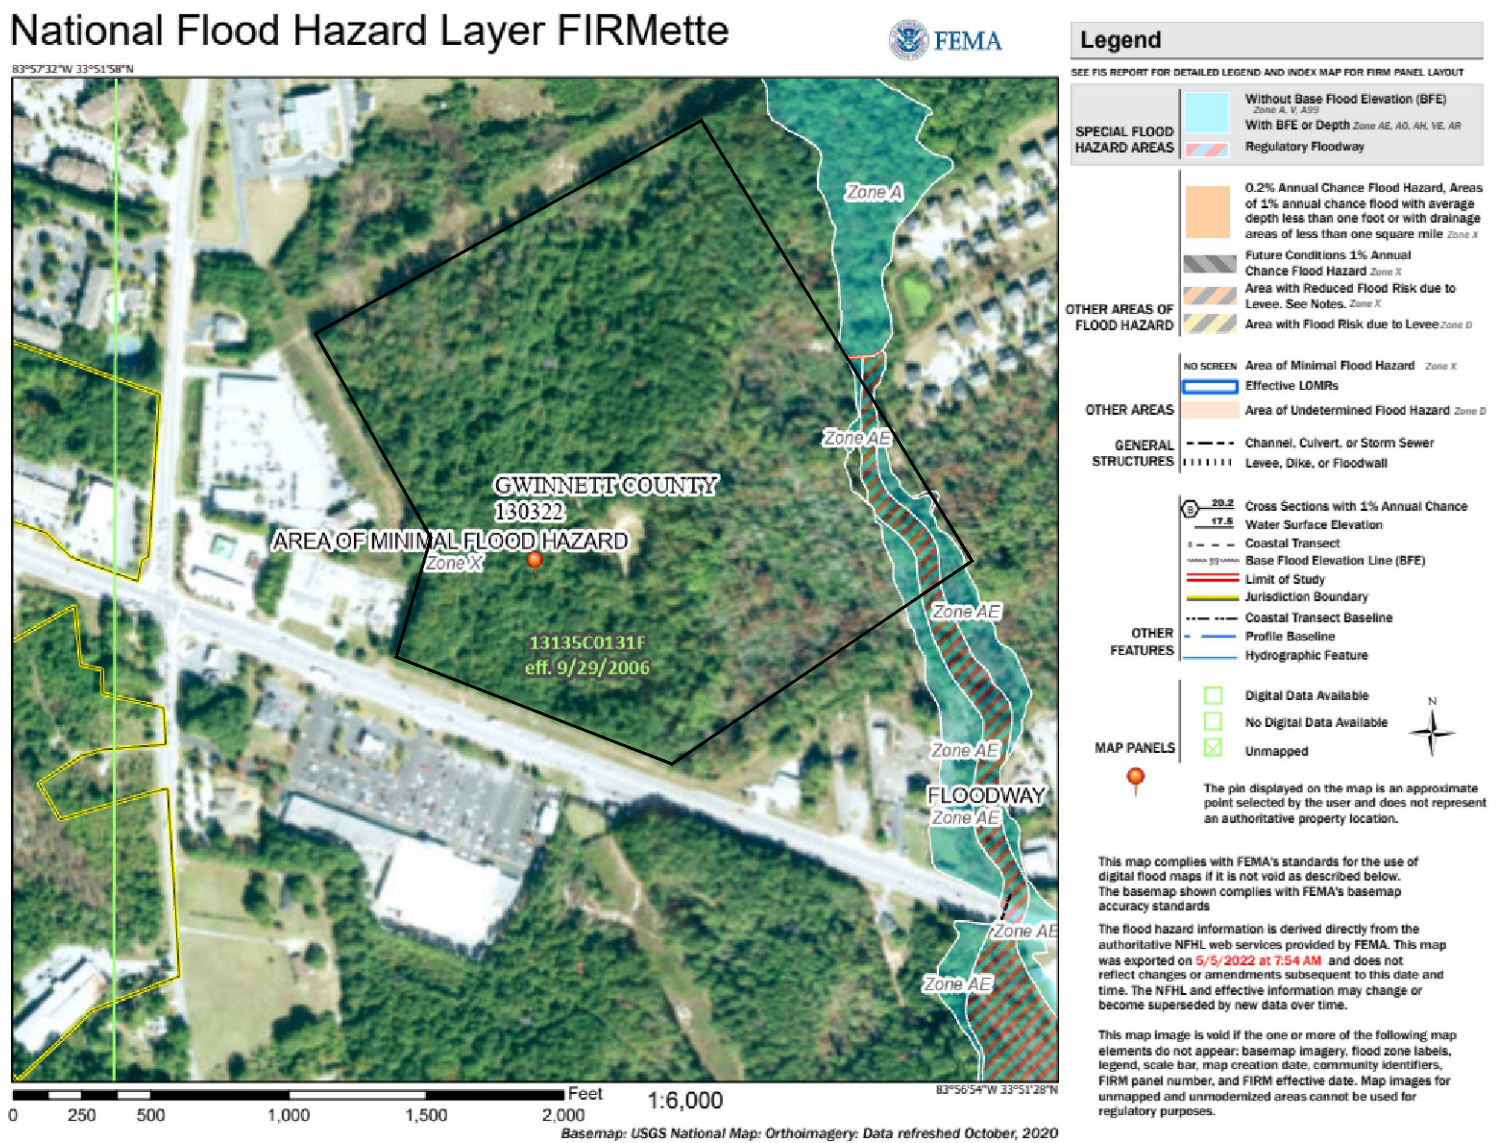 National Flood Hazard Layer FIRMette
FEMA
83°57'32"W 33°51'58"N
Zone A
Zone AE
GWINNETT COUNTY
130322
AREA OF MINIMAL FLOOD HAZARD
Zone X
13135C0131F
eff. 9/29/2006
Zone AE
Zone AE
FLOODWAY
Zone AE
Zone AE
Zone AE
83°56'54"W 33°51'28"N
Feet
1:6,000
0
250
500
1,000
1,500
2,000
Basemap: USGS National Map: Orthoimagery: Data refreshed October, 2020
Legend
SEE FIS REPORT FOR DETAILED LEGEND AND INDEX MAP FOR FIRM PANEL LAYOUT
SPECIAL FLOOD
HAZARD AREAS
Without Base Flood Elevation (BFE)
Zone A, V, A99
With BFE or Depth Zone AE, AO, AH, VE, AR
Regulatory Floodway
OTHER AREAS OF
FLOOD HAZARD
0.2% Annual Chance Flood Hazard, Areas
of 1% annual chance flood with average
depth less than one foot or with drainage
areas of less than one square mile Zone X
Future Conditions 1% Annual
Chance Flood Hazard Zone X
Area with Reduced Flood Risk due to
Levee. See Notes. Zone X
Area with Flood Risk due to Levee Zone D
OTHER AREAS
NO SCREEN Area of Minimal Flood Hazard Zone X
Effective LOMRs
Area of Undetermined Flood Hazard Zone D
GENERAL
STRUCTURES
Channel, Culvert, or Storm Sewer
Levee, Dike, or Floodwall
OTHER
FEATURES
B 20.2 Cross Sections with 1% Annual Chance
17.5 Water Surface Elevation
Coastal Transect
513 Base Flood Elevation Line (BFE)
Limit of Study
Jurisdiction Boundary
Coastal Transect Baseline
Profile Baseline
Hydrographic Feature
MAP PANELS
Digital Data Available
No Digital Data Available
Unmapped
N
The pin displayed on the map is an approximate
point selected by the user and does not represent
an authoritative property location.
This map complies with FEMA's standards for the use of
digital flood maps if it is not void as described below.
The basemap shown complies with FEMA's basemap
accuracy standards
The flood hazard information is derived directly from the
authoritative NFHL web services provided by FEMA. This map
was exported on 5/5/2022 at 7:54 AM and does not
reflect changes or amendments subsequent to this date and
time. The NFHL and effective information may change or
become superseded by new data over time.
This map image is void if the one or more of the following map
elements do not appear: basemap imagery, flood zone labels,
legend, scale bar, map creation date, community identifiers,
FIRM panel number, and FIRM effective date. Map images for
unmapped and unmodernized areas cannot be used for
regulatory purposes.